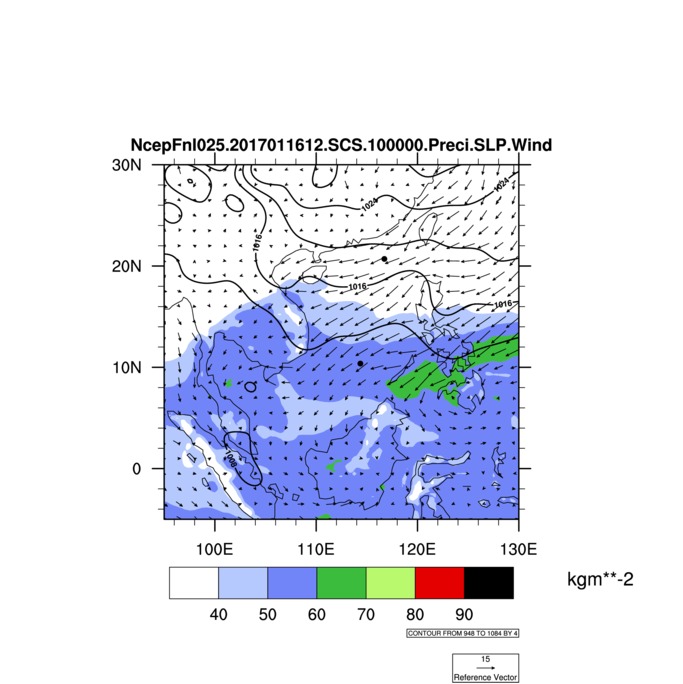 NcepFnl025.2017011612.SCS.100000.Preci.SLP.Wind
30N
20N
10N
0
1024
1024
1016
1016
1016
1008
100E 110E 120E 130E
40 50 60 70 80 90
kgm**-2
CONTOUR FROM 948 TO 1084 BY 4
15
Reference Vector